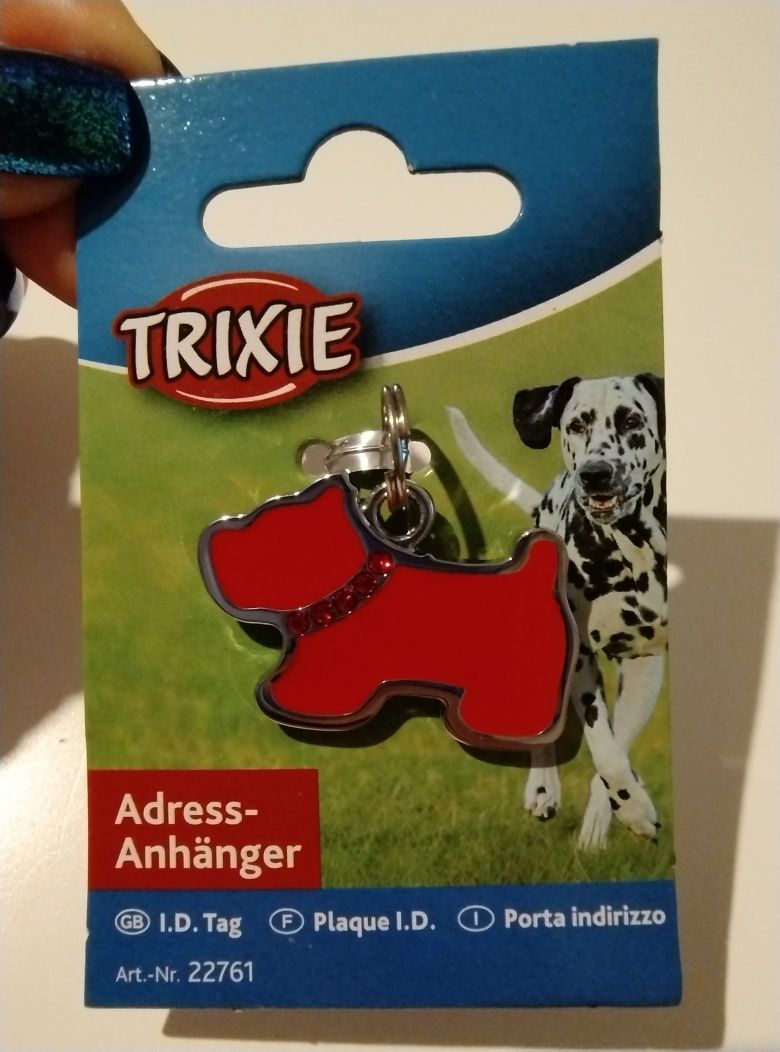 TRIXIE
Adress-
Anhänger
GB I.D. Tag F Plaque I.D. I Porta indirizzo
Art.-Nr. 22761